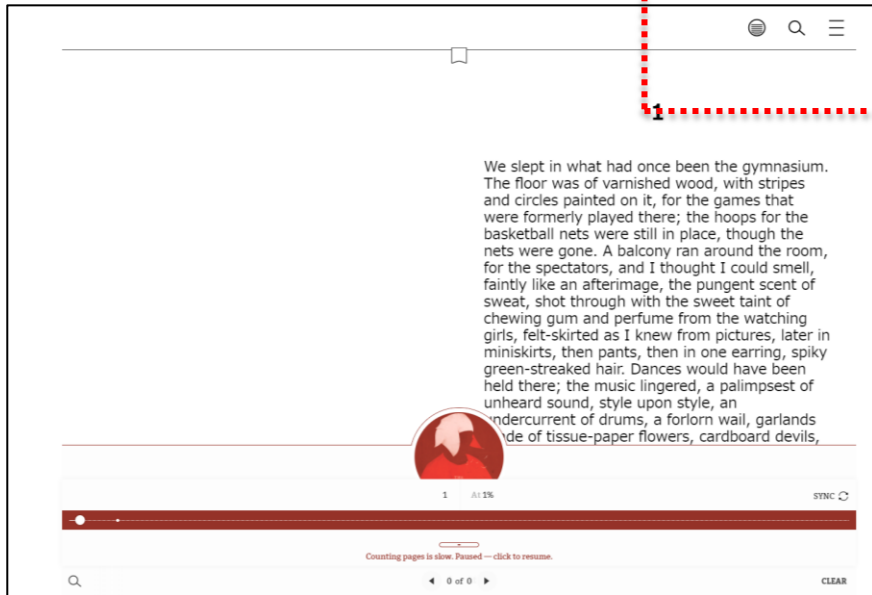 1
We slept in what had once been the gymnasium.
The floor was of varnished wood, with stripes
and circles painted on it, for the games that
were formerly played there; the hoops for the
basketball nets were still in place, though the
nets were gone. A balcony ran around the room,
for the spectators, and I thought I could smell,
faintly like an afterimage, the pungent scent of
sweat, shot through with the sweet taint of
chewing gum and perfume from the watching
girls, felt-skirted as I knew from pictures, later in
miniskirts, then pants, then in one earring, spiky
green-streaked hair. Dances would have been
held there; the music lingered, a palimpsest of
unheard sound, style upon style, an
undercurrent of drums, a forlorn wail, garlands
made of tissue-paper flowers, cardboard devils,
1 At 1% SYNC
Counting pages is slow. Paused — click to resume.
0 of 0 CLEAR